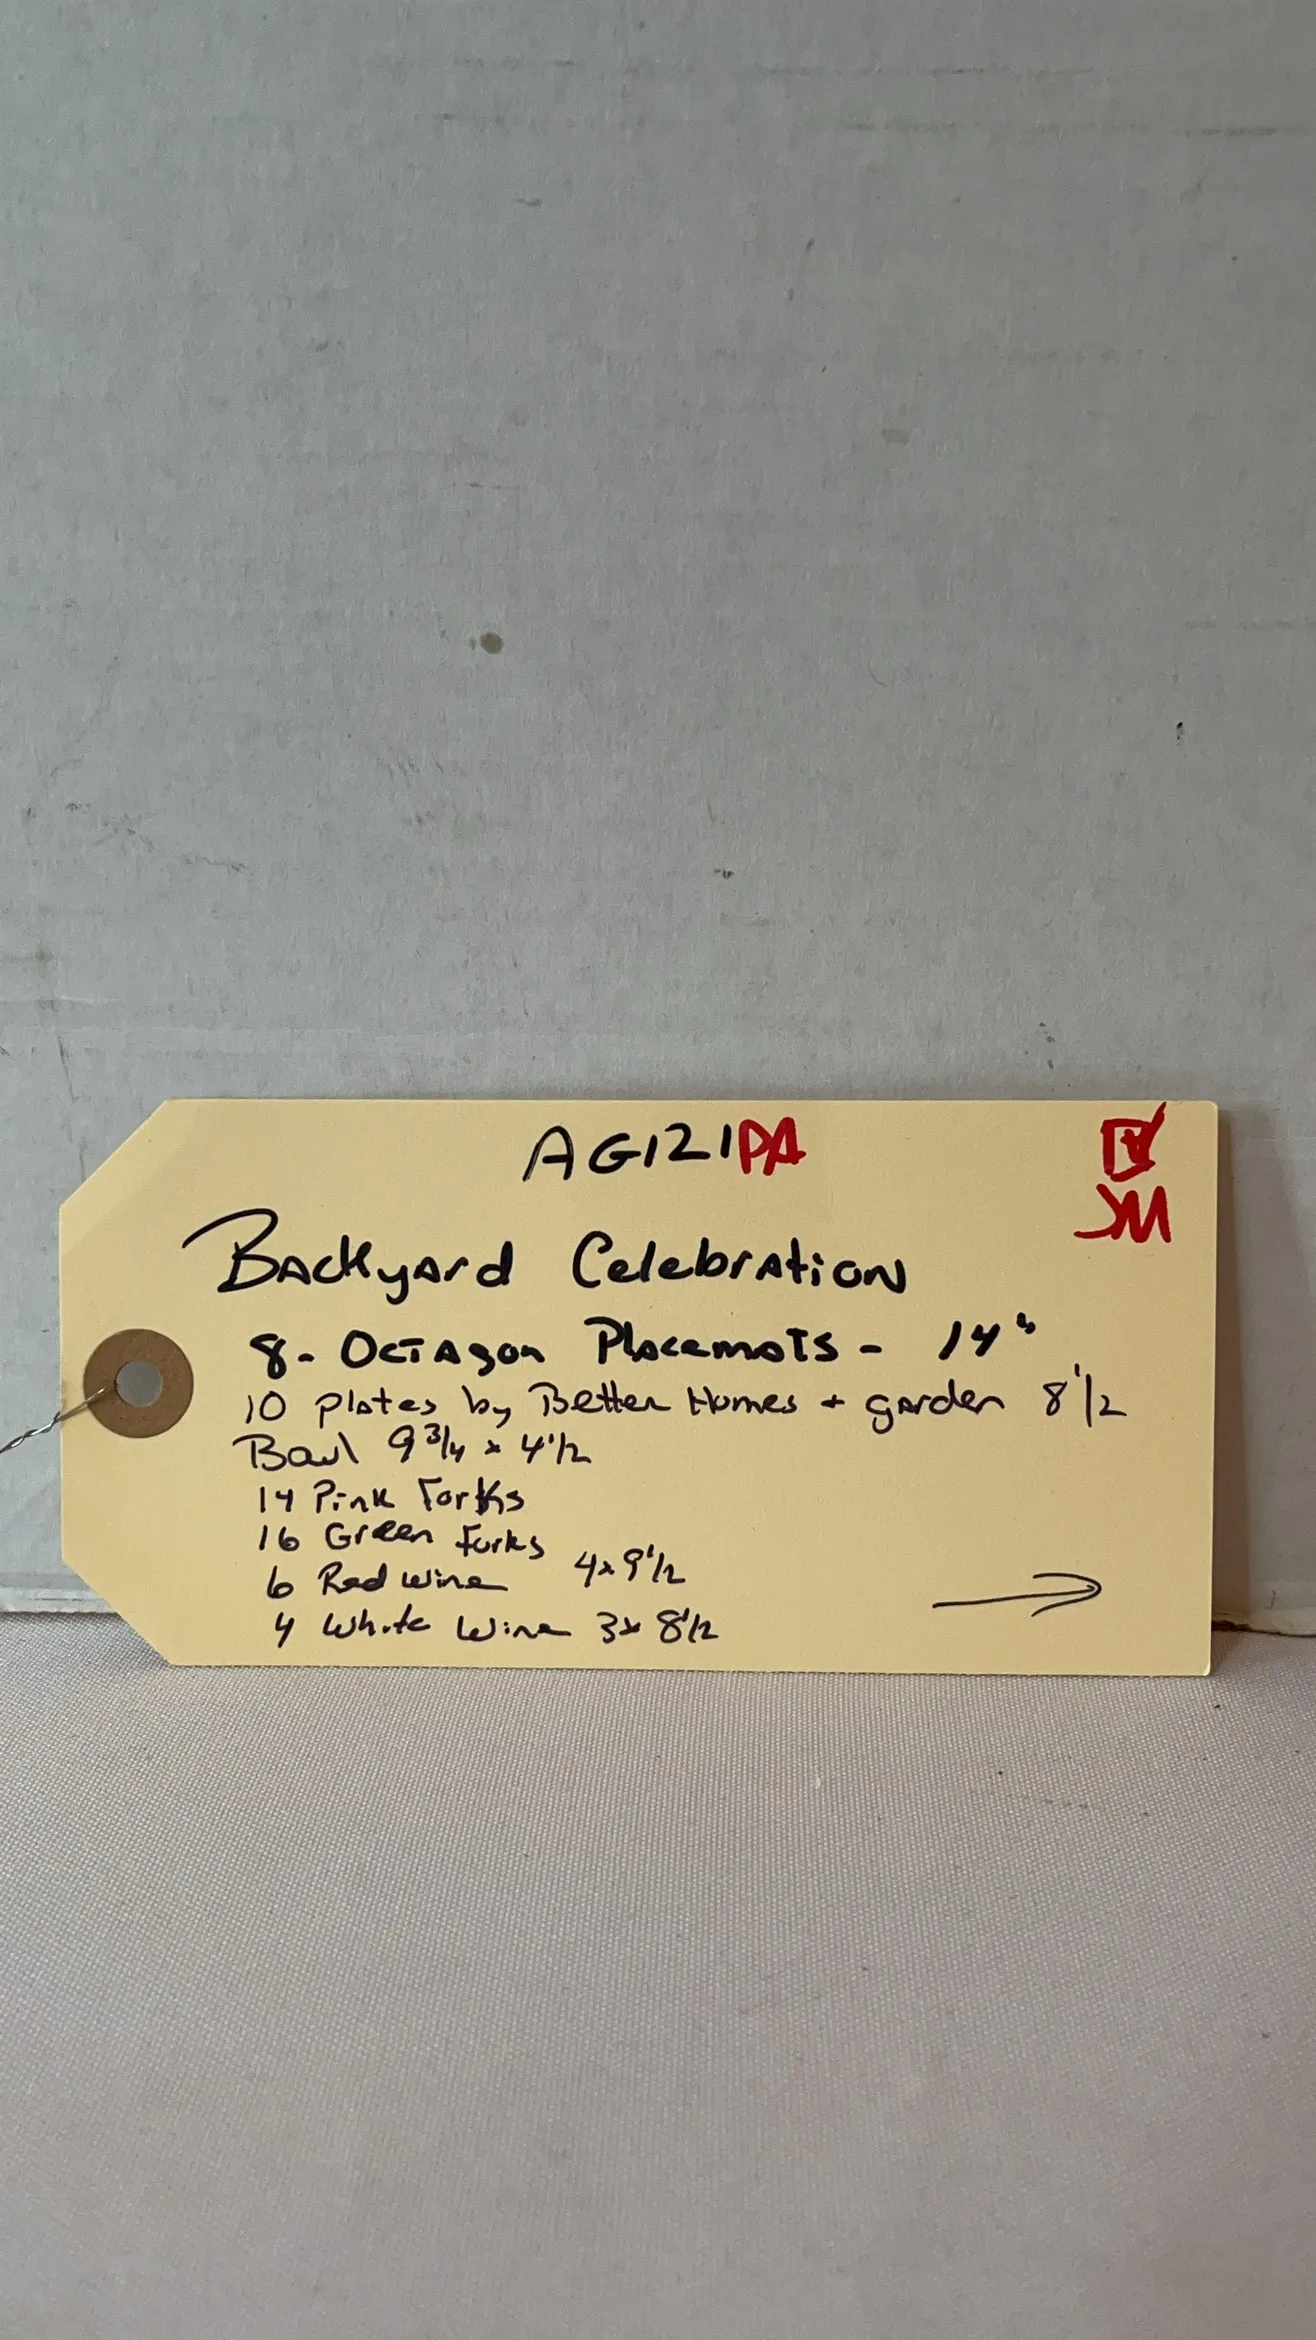 AG121PA
JM
Backyard Celebration
8- Octagon Placemats - 14"
10 plates by Better Homes + garden 8 1/2
Bowl 9 3/4 x 4 1/2
14 Pink Forks
16 Green Forks
6 Red wine 4x9 1/2
4 White Wine 3x 8 1/2